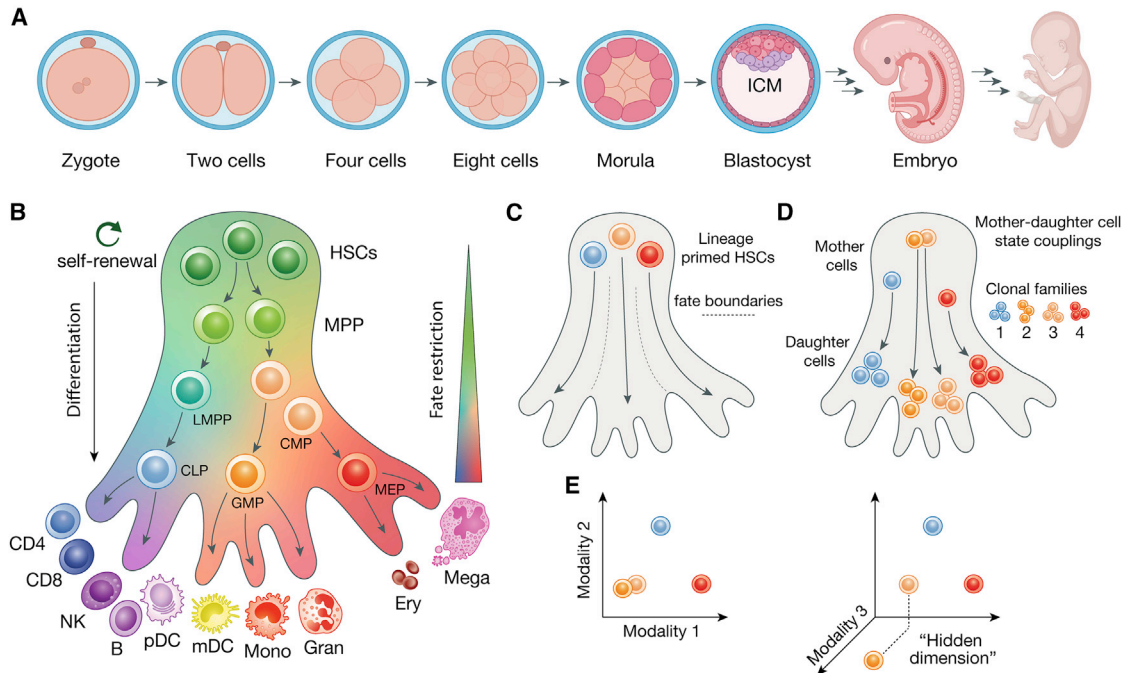 A
ICM
Zygote
Two cells
Four cells
Eight cells
Morula
Blastocyst
Embryo
B
self-renewal
Differentiation
HSCs
MPP
LMPP
CMP
CLP
GMP
MEP
Fate restriction
CD4
CD8
NK
B
pDC
mDC
Mono
Gran
Ery
Mega
C
Lineage
primed HSCs
fate boundaries
D
Mother
cells
Daughter
cells
Mother-daughter cell
state couplings
Clonal families
1
2
3
4
E
Modality 2
Modality 1
Modality 3
"Hidden
dimension"